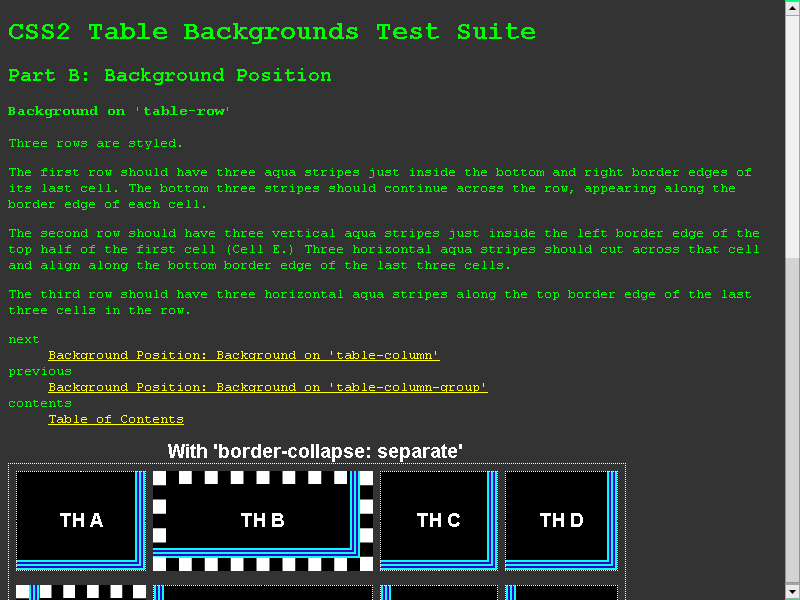 CSS2 Table Backgrounds Test Suite
Part B: Background Position
Background on 'table-row'
Three rows are styled.
The first row should have three aqua stripes just inside the bottom and right border edges of
its last cell. The bottom three stripes should continue across the row, appearing along the
border edge of each cell.
The second row should have three vertical aqua stripes just inside the left border edge of the
top half of the first cell (Cell E.) Three horizontal aqua stripes should cut across that cell
and align along the bottom border edge of the last three cells.
The third row should have three horizontal aqua stripes along the top border edge of the last
three cells in the row.
next
Background Position: Background on 'table-column'
previous
Background Position: Background on 'table-column-group'
contents
Table of Contents
With 'border-collapse: separate'
TH A TH B TH C TH D